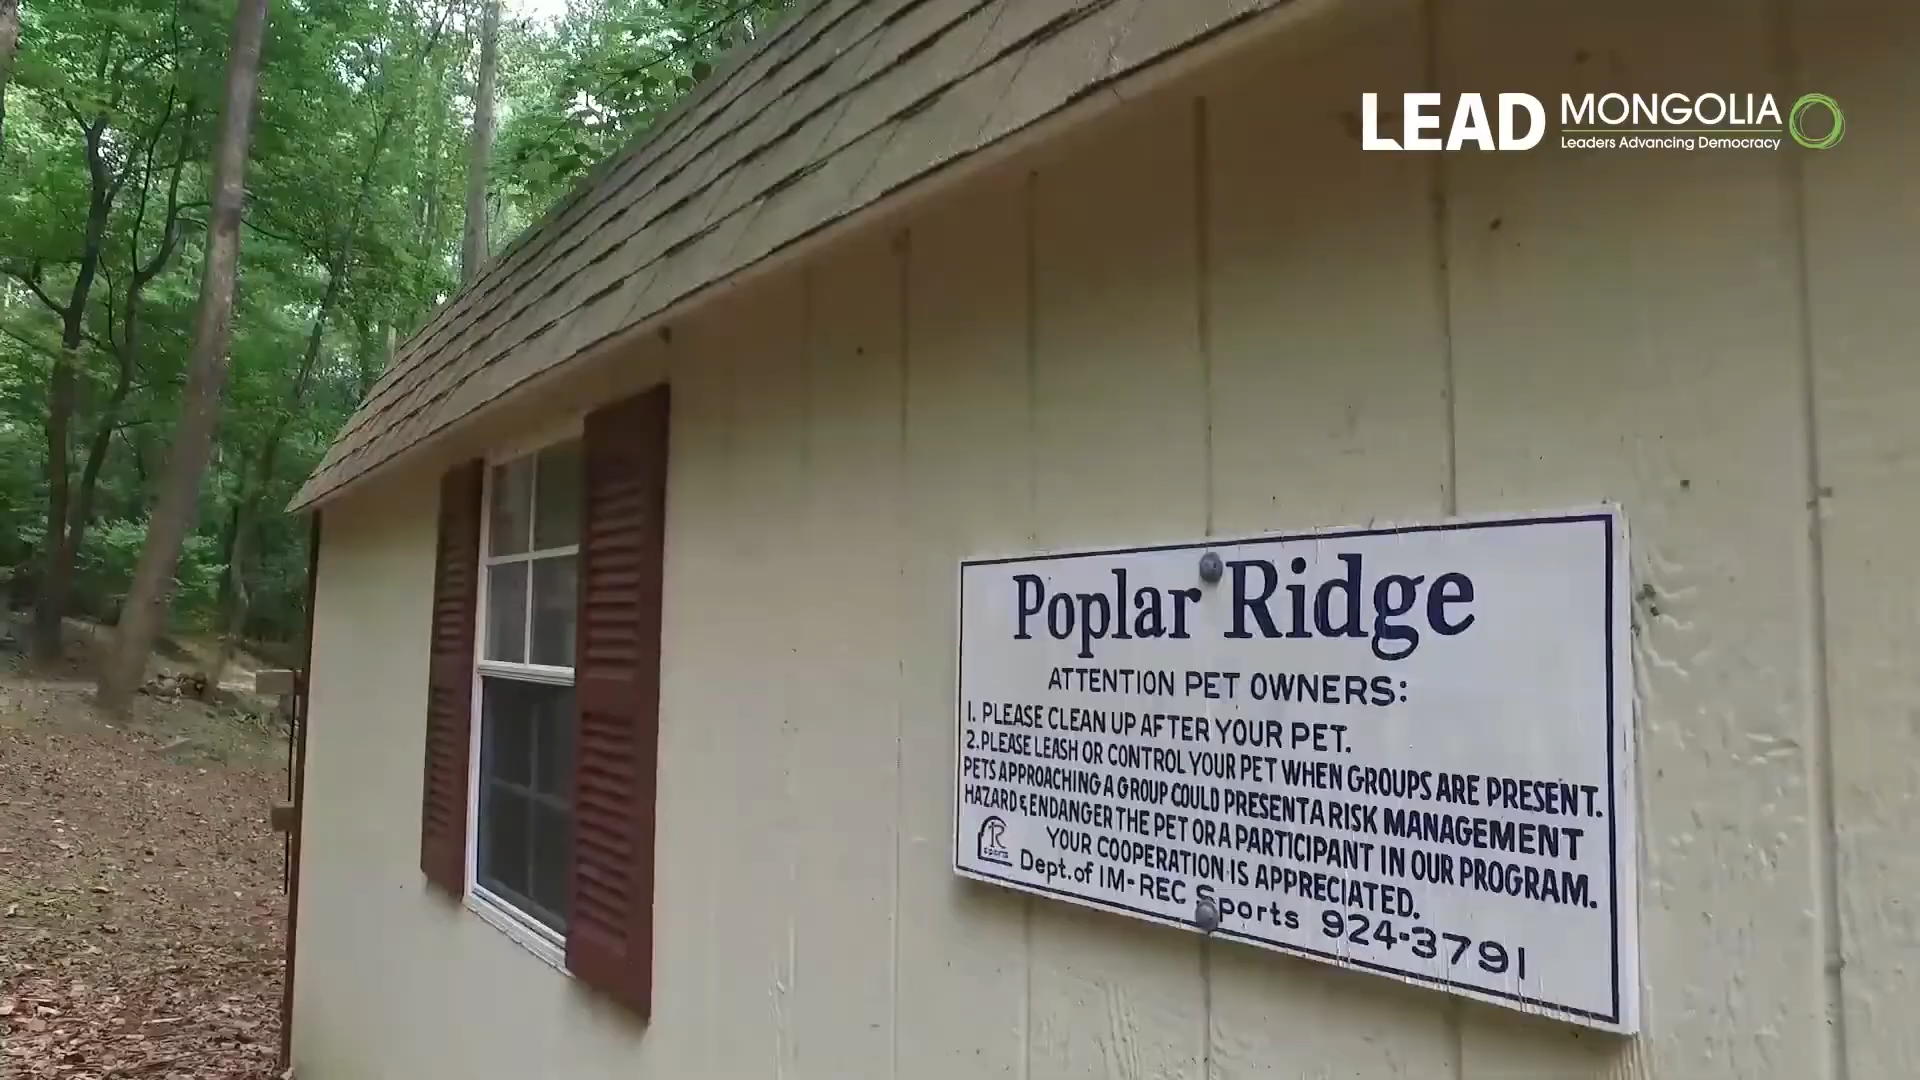 LEAD MONGOLIA
Leaders Advancing Democracy
Poplar Ridge
ATTENTION PET OWNERS:
1. PLEASE CLEAN UP AFTER YOUR PET.
2. PLEASE LEASH OR CONTROL YOUR PET WHEN GROUPS ARE PRESENT.
PETS APPROACHING A GROUP COULD PRESENT A RISK MANAGEMENT
HAZARD & ENDANGER THE PET OR A PARTICIPANT IN OUR PROGRAM.
YOUR COOPERATION IS APPRECIATED.
Dept. of IM-REC Sports 924-3791